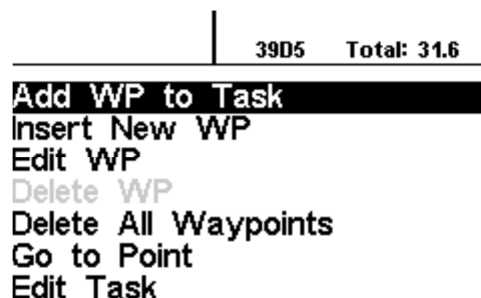 39D5 Total: 31.6
Add WP to Task
Insert New WP
Edit WP
Delete WP
Delete All Waypoints
Go to Point
Edit Task